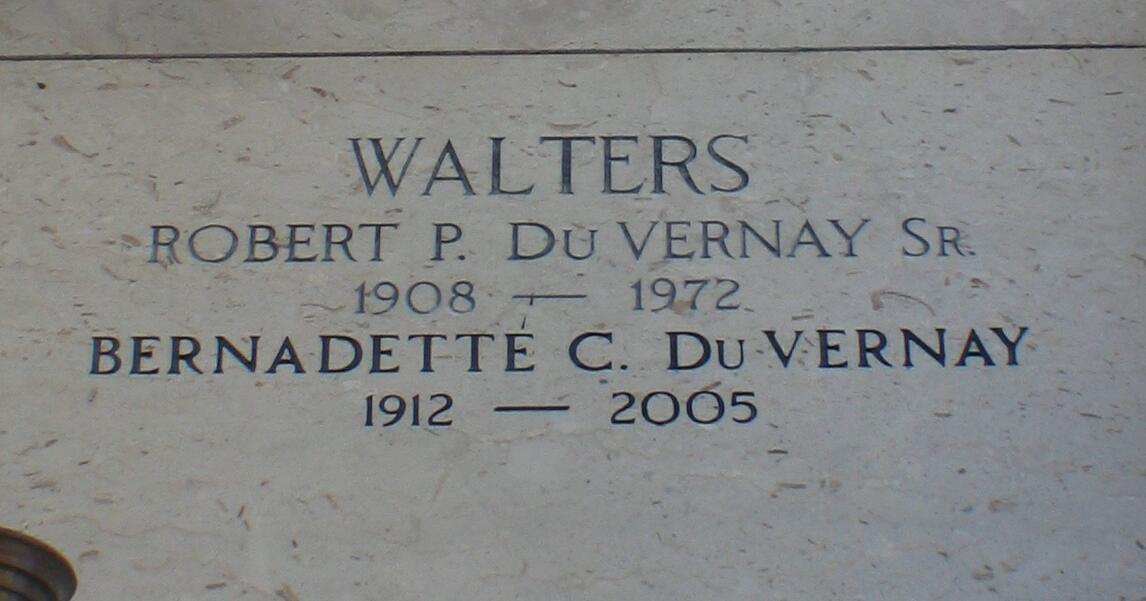 WALTERS
ROBERT P. DU VERNAY SR.
1908 — 1972
BERNADETTE C. DU VERNAY
1912 — 2005